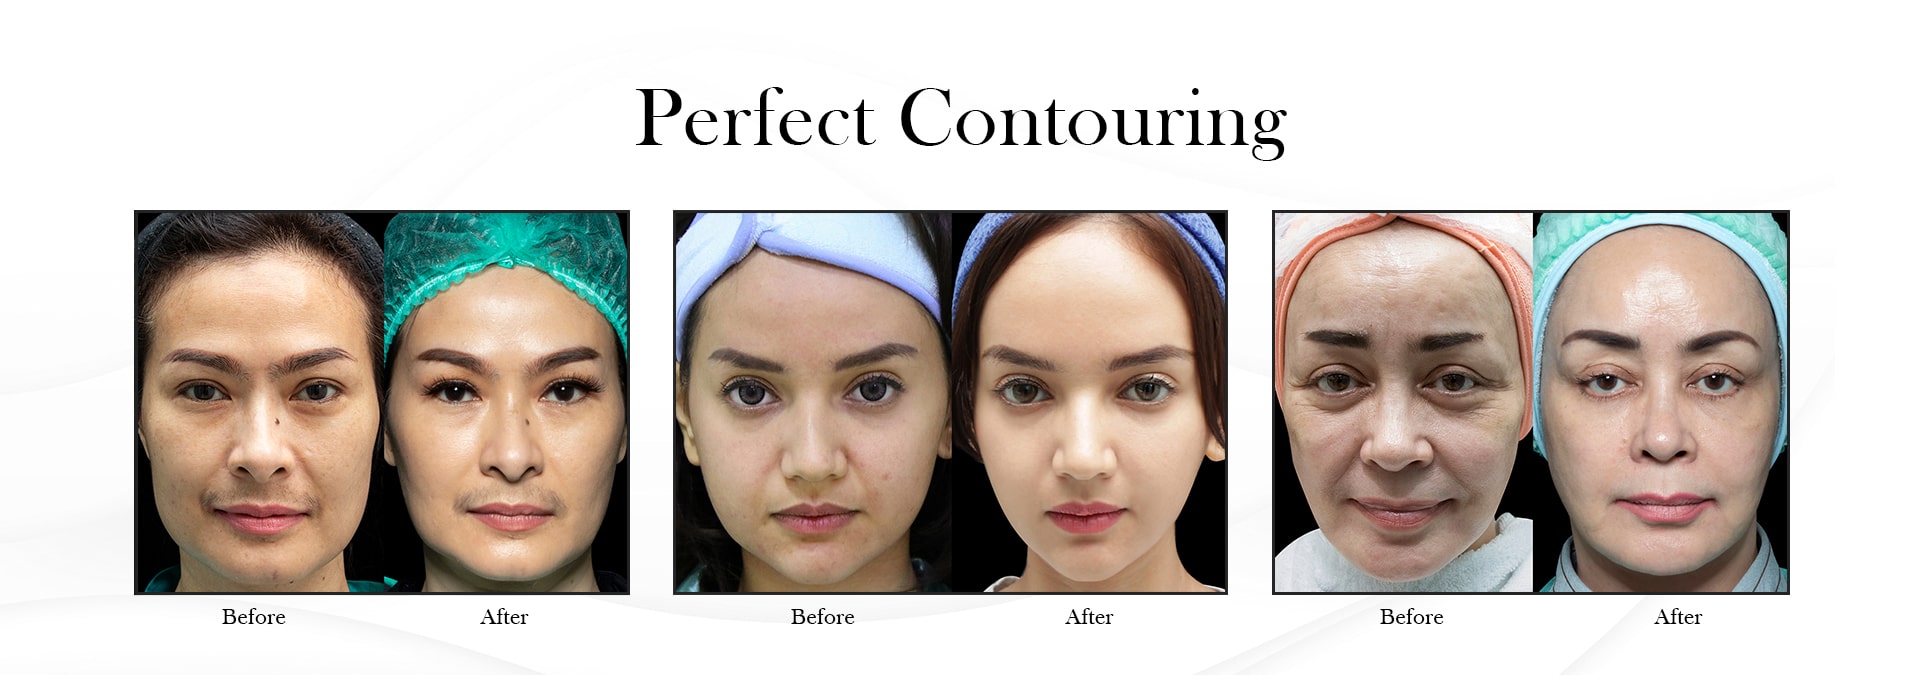 Perfect Contouring
Before
After
Before
After
Before
After